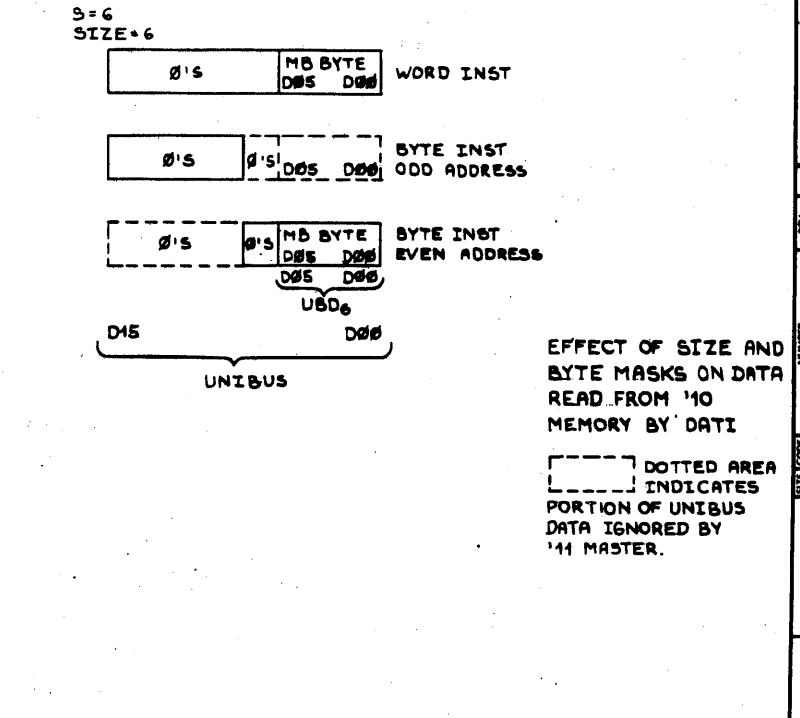 S=6
SIZE=6
Ø'S MB BYTE WORD INST
DØ5 DØØ
Ø'S Ø'S DØ5 DØØ BYTE INST
ODD ADDRESS
Ø'S Ø'S MB BYTE BYTE INST
DØ5 DØØ EVEN ADDRESS
DØ5 DØØ
UBD6
D15 DØØ
UNIBUS
EFFECT OF SIZE AND
BYTE MASKS ON DATA
READ FROM '10
MEMORY BY DATI
DOTTED AREA
INDICATES
PORTION OF UNIBUS
DATA IGNORED BY
'11 MASTER.